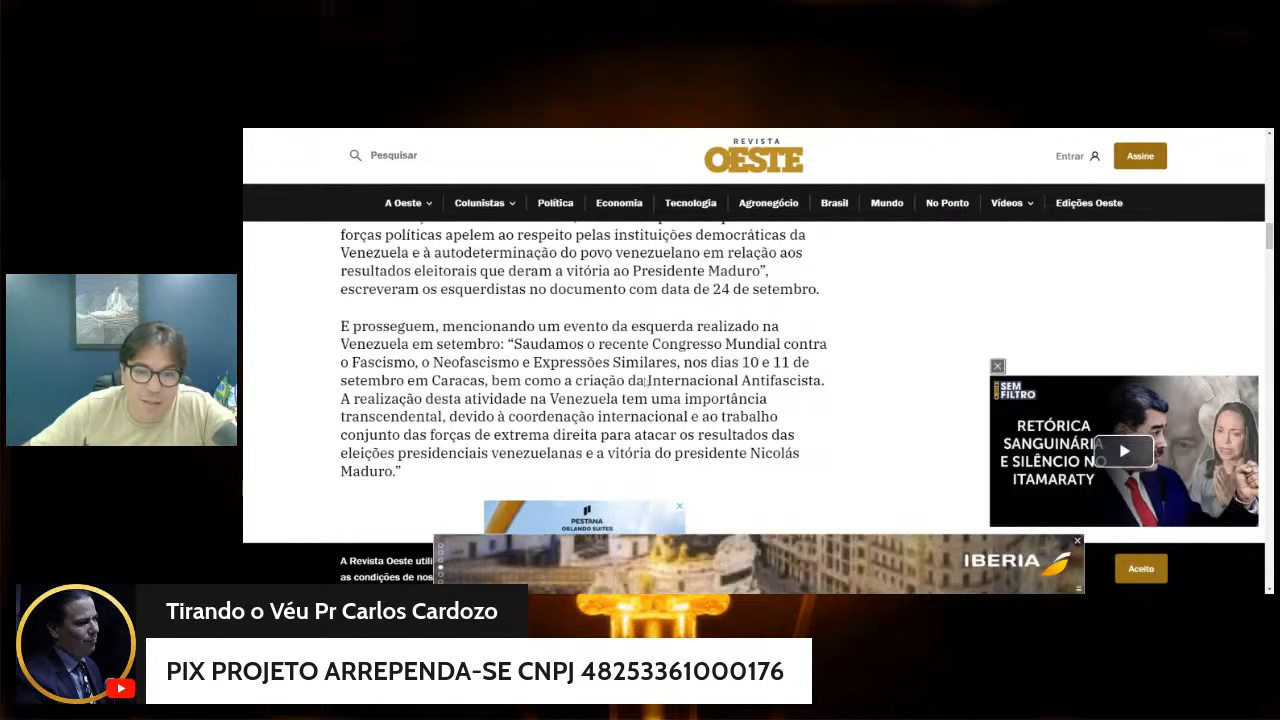 Pesquisar
REVISTA
OESTE
Entrar
Assine
A Oeste
Colunistas
Política
Economia
Tecnologia
Agronegócio
Brasil
Mundo
No Ponto
Vídeos
Edições Oeste
forças políticas apelem ao respeito pelas instituições democráticas da
Venezuela e à autodeterminação do povo venezuelano em relação aos
resultados eleitorais que deram a vitória ao Presidente Maduro”,
escreveram os esquerdistas no documento com data de 24 de setembro.
E prosseguem, mencionando um evento da esquerda realizado na
Venezuela em setembro: “Saudamos o recente Congresso Mundial contra
o Fascismo, o Neofascismo e Expressões Similares, nos dias 10 e 11 de
setembro em Caracas, bem como a criação da Internacional Antifascista.
A realização desta atividade na Venezuela tem uma importância
transcendental, devido à coordenação internacional e ao trabalho
conjunto das forças de extrema direita para atacar os resultados das
eleições presidenciais venezuelanas e a vitória do presidente Nicolás
Maduro.”
OESTE
SEM
FILTRO
RETÓRICA
SANGUINÁRIA
E SILÊNCIO NO
ITAMARATY
PESTANA
ORLANDO SUITES
IBERIA
A Revista Oeste utili
as condições de nos
Aceito
Tirando o Véu Pr Carlos Cardozo
PIX PROJETO ARREPENDA-SE CNPJ 48253361000176